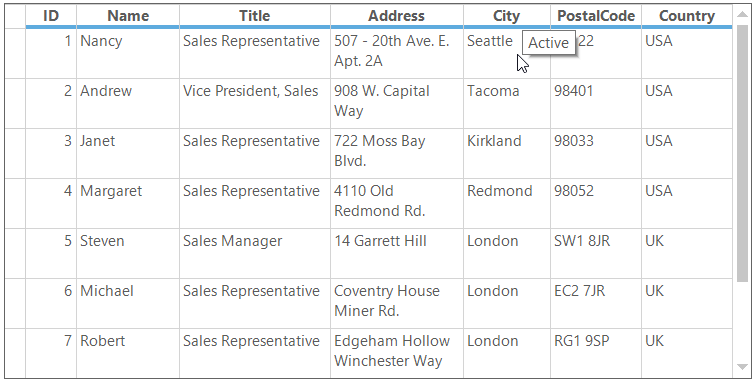 ID Name Title Address City PostalCode Country
1 Nancy Sales Representative 507 - 20th Ave. E. Seattle Active 22 USA
Apt. 2A
2 Andrew Vice President, Sales 908 W. Capital Tacoma 98401 USA
Way
3 Janet Sales Representative 722 Moss Bay Kirkland 98033 USA
Blvd.
4 Margaret Sales Representative 4110 Old Redmond 98052 USA
Redmond Rd.
5 Steven Sales Manager 14 Garrett Hill London SW1 8JR UK
6 Michael Sales Representative Coventry House London EC2 7JR UK
Miner Rd.
7 Robert Sales Representative Edgeham Hollow London RG1 9SP UK
Winchester Way